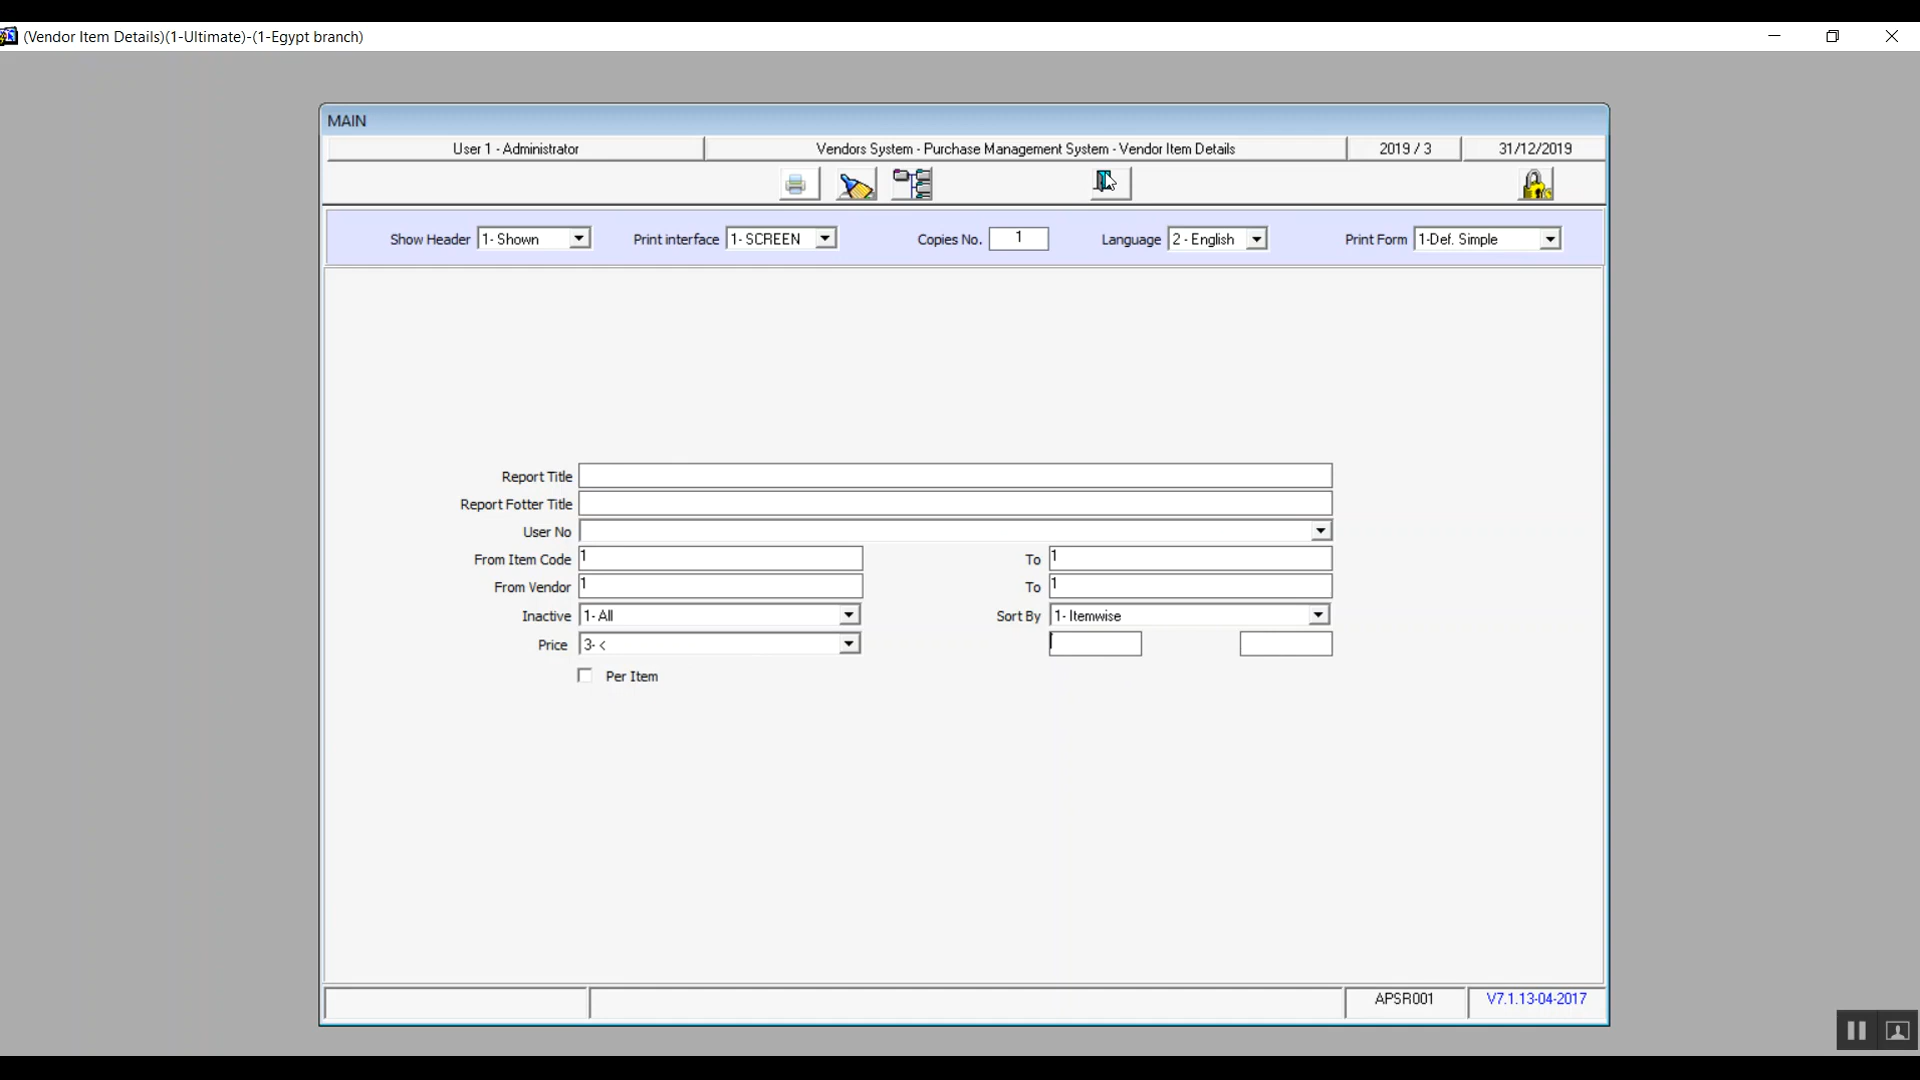 (Vendor Item Details)(1-Ultimate)-(1-Egypt branch)
MAIN
User 1 - Administrator Vendors System - Purchase Management System - Vendor Item Details 2019 / 3 31/12/2019
Show Header 1- Shown Print interface 1- SCREEN Copies No. 1 Language 2 - English Print Form 1-Def. Simple
Report Title
Report Fotter Title
User No
From Item Code 1 To 1
From Vendor 1 To 1
Inactive 1- All Sort By 1- Itemwise
Price 3- <
Per Item
APSR001 V7.1.13-04-2017